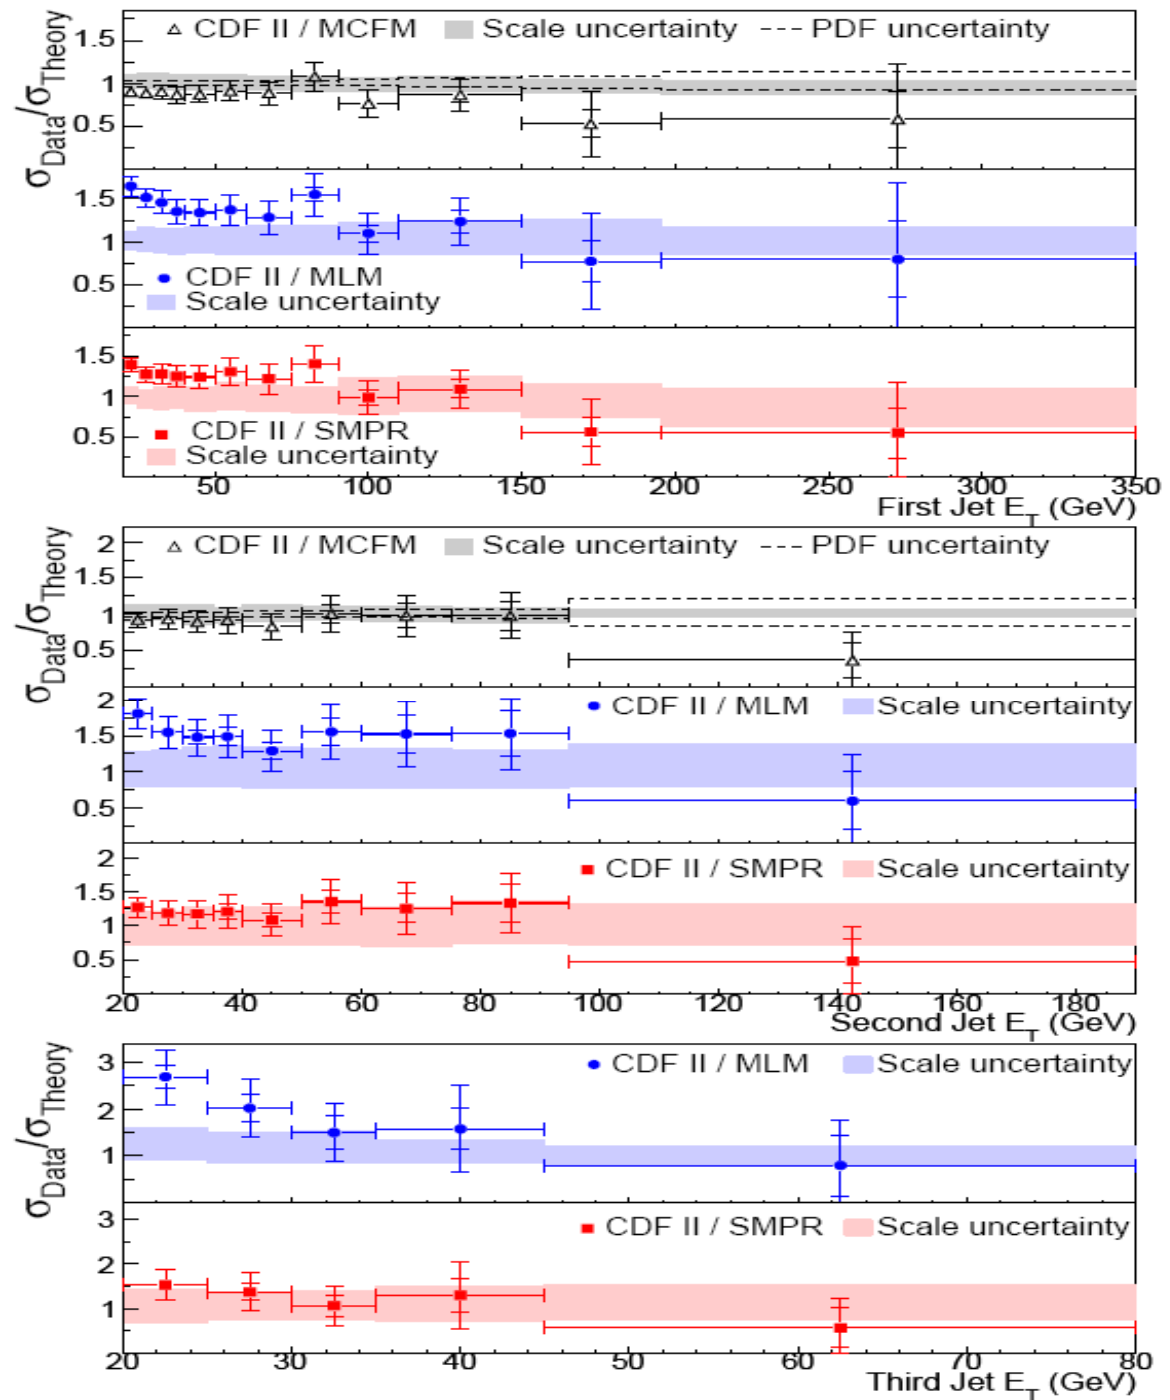 σData/σTheory
CDF II / MCFM Scale uncertainty PDF uncertainty
1.5
1
0.5
1.5
1
0.5
CDF II / MLM
Scale uncertainty
1.5
1
0.5
CDF II / SMPR
Scale uncertainty
50 100 150 200 250 300 350
First Jet ET (GeV)
σData/σTheory
CDF II / MCFM Scale uncertainty PDF uncertainty
2
1.5
1
0.5
CDF II / MLM Scale uncertainty
2
1.5
1
0.5
CDF II / SMPR Scale uncertainty
2
1.5
1
0.5
20 40 60 80 100 120 140 160 180
Second Jet ET (GeV)
σData/σTheory
CDF II / MLM Scale uncertainty
3
2
1
CDF II / SMPR Scale uncertainty
3
2
1
20 30 40 50 60 70 80
Third Jet ET (GeV)